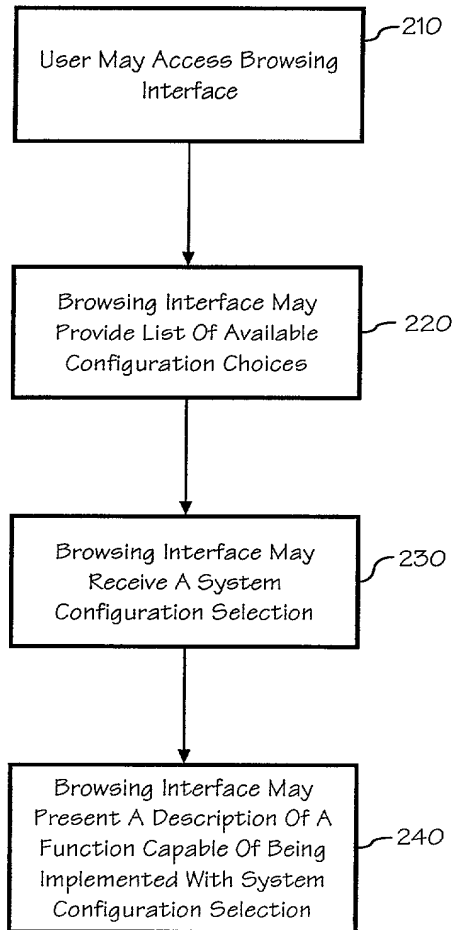 210
User May Access Browsing
Interface
Browsing Interface May
Provide List Of Available
Configuration Choices
220
Browsing Interface May
Receive A System
Configuration Selection
230
Browsing Interface May
Present A Description Of A
Function Capable Of Being
Implemented With System
Configuration Selection
240